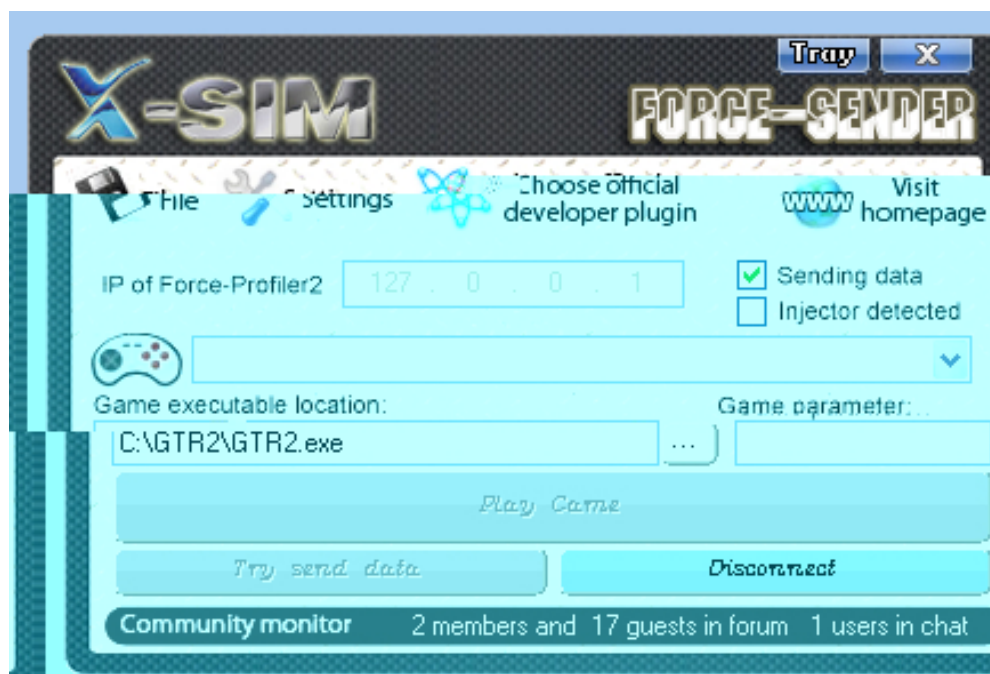 Tray X
X-SIM
FORCE-SENDER
File Settings Choose Official developer plugin Visit homepage
IP of Force-Profiler2 127 . 0 . 0 . 1 Sending data
Injector detected
Game executable location: Game parameter:
C:\GTR2\GTR2.exe ...
Play Game
Try send data Disconnect
Community monitor 2 members and 17 guests in forum 1 users in chat